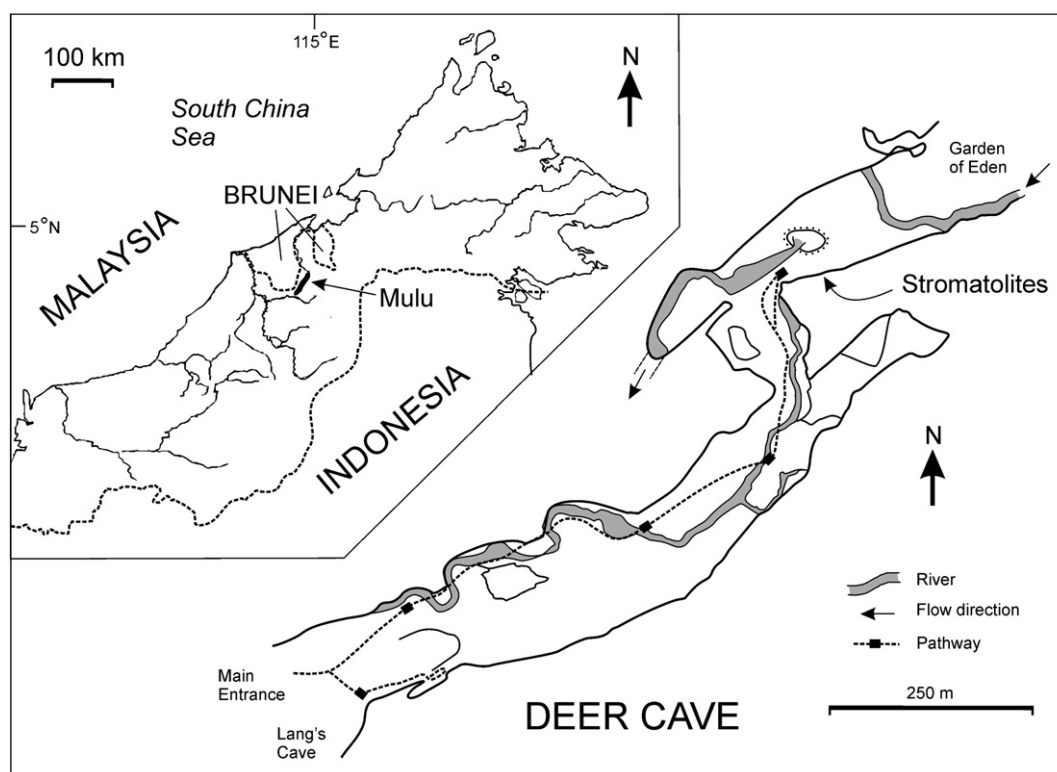 100 km
115°E
N
South China
Sea
BRUNEI
5°N
MALAYSIA
Mulu
INDONESIA
Garden
of Eden
Stromatolites
N
River
Flow direction
Pathway
250 m
Main
Entrance
Lang's
Cave
DEER CAVE